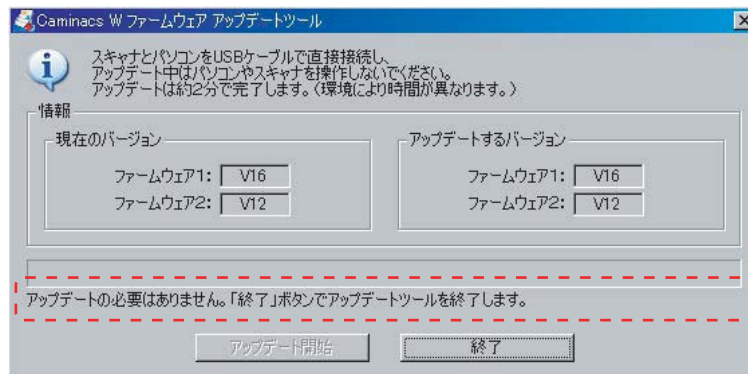 Caminacs W ファームウェア アップデートツール
スキャナとパソコンをUSBケーブルで直接接続し、
アップデート中はパソコンやスキャナを操作しないでください。
アップデートは約2分で完了します。(環境により時間が異なります。)
情報
現在のバージョン
ファームウェア1: V16
ファームウェア2: V12
アップデートするバージョン
ファームウェア1: V16
ファームウェア2: V12
アップデートの必要はありません。「終了」ボタンでアップデートツールを終了します。
アップデート開始
終了